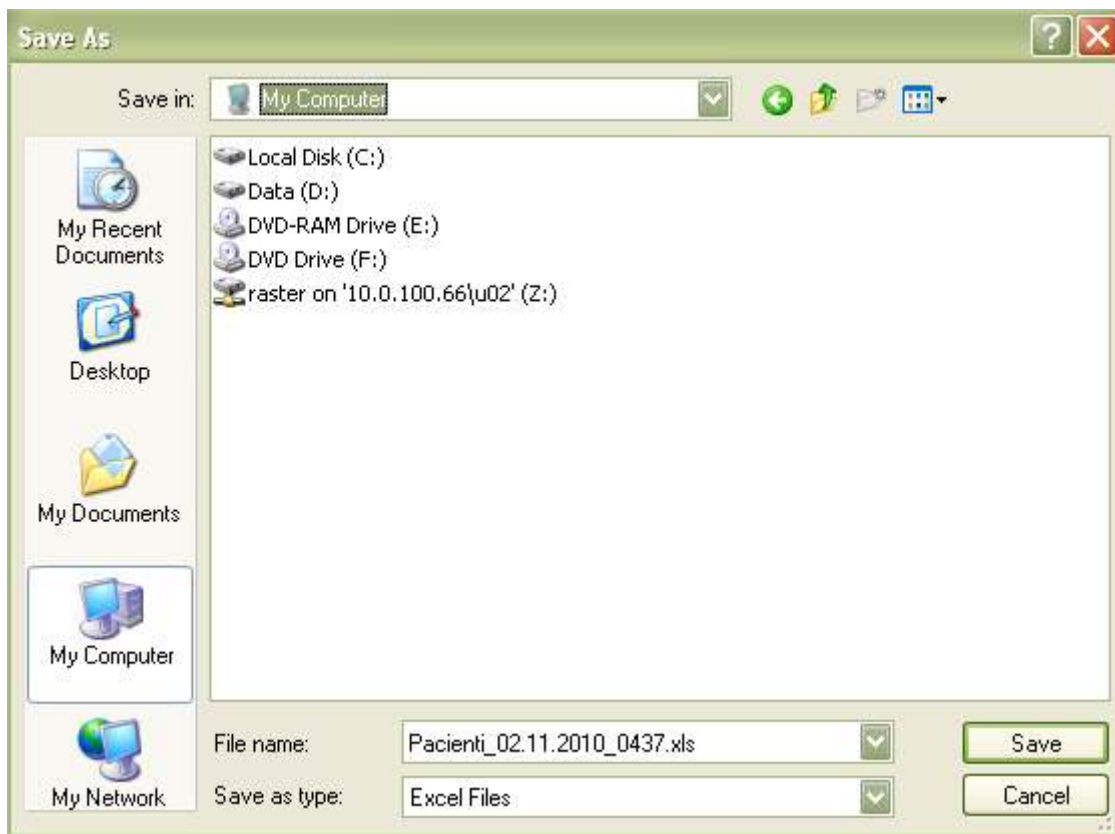 Save As
Save in:
My Computer
My Recent
Documents
Desktop
My Documents
My Computer
My Network
Local Disk (C:)
Data (D:)
DVD-RAM Drive (E:)
DVD Drive (F:)
raster on '10.0.100.66\u02' (Z:)
File name:
Pacienti_02.11.2010_0437.xls
Save
Save as type:
Excel Files
Cancel